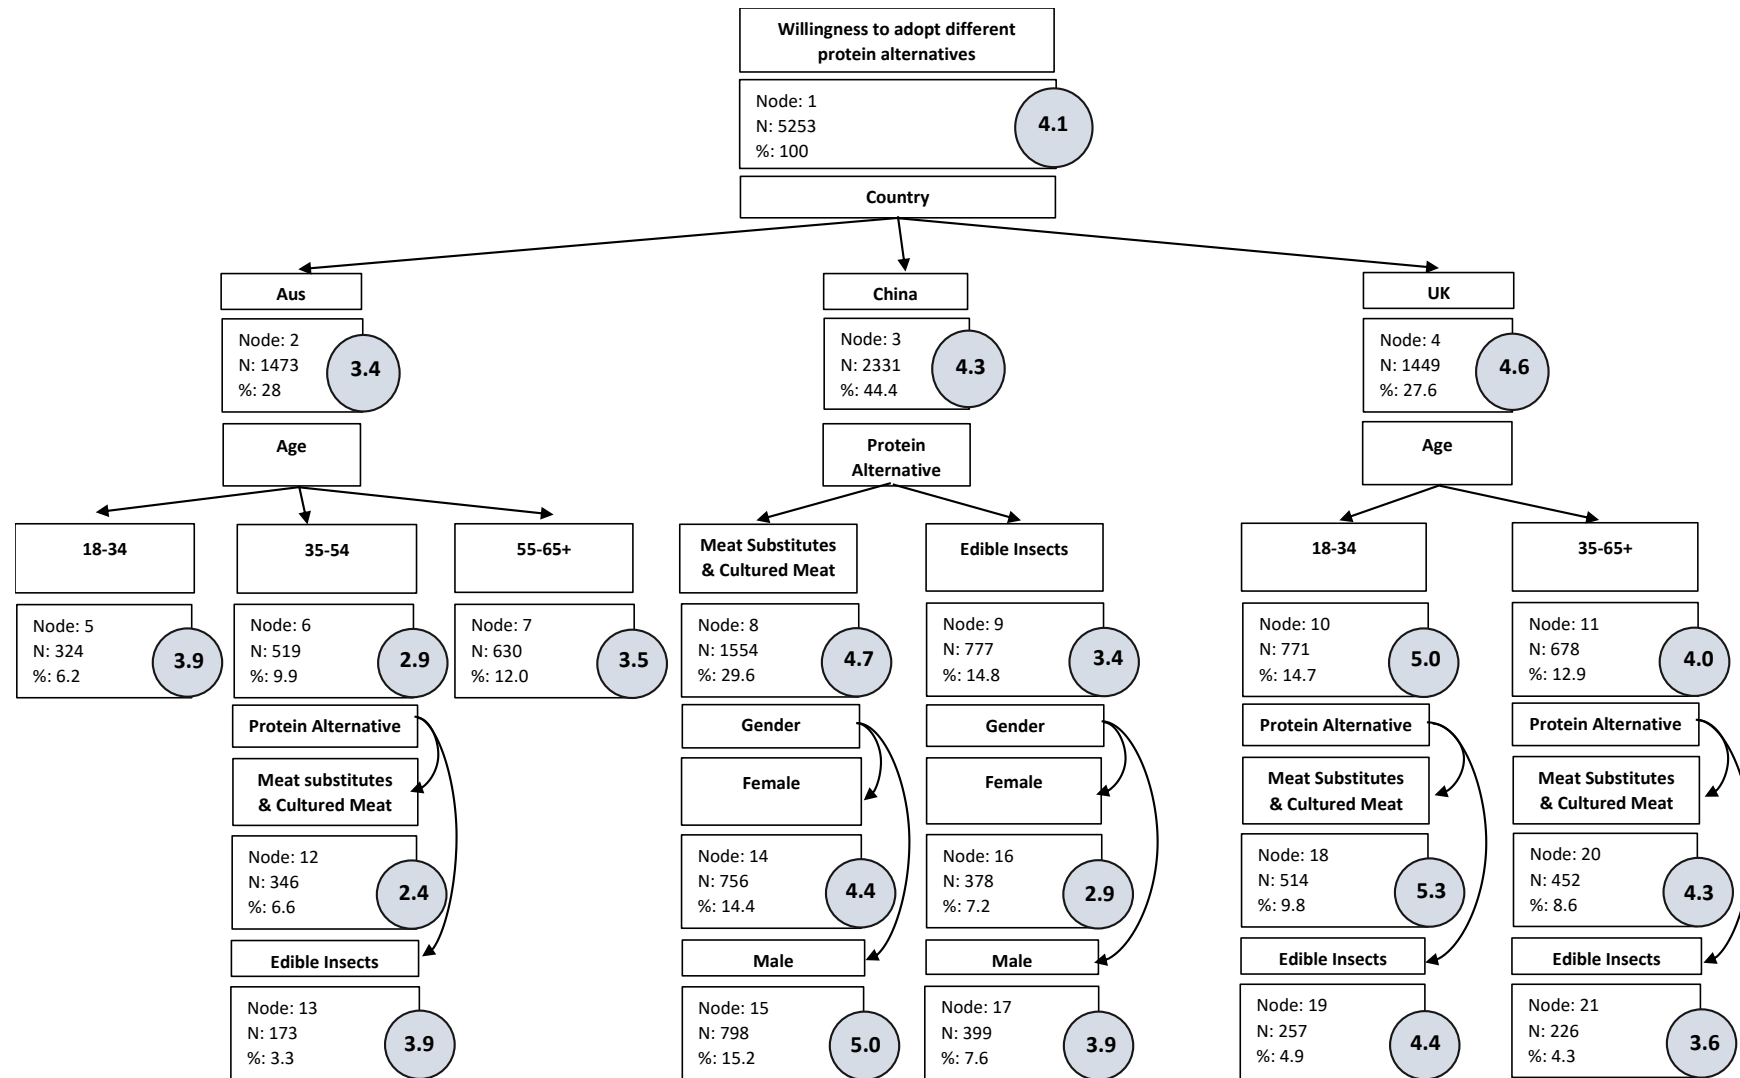 Willingness to adopt different
protein alternatives
Node: 1
N: 5253
%: 100
4.1
Country
Aus
Node: 2
N: 1473
%: 28
3.4
China
Node: 3
N: 2331
%: 44.4
4.3
UK
Node: 4
N: 1449
%: 27.6
4.6
Age
Protein
Alternative
Age
18-34
Node: 5
N: 324
%: 6.2
3.9
35-54
Node: 6
N: 519
%: 9.9
2.9
55-65+
Node: 7
N: 630
%: 12.0
3.5
Meat Substitutes
& Cultured Meat
Node: 8
N: 1554
%: 29.6
4.7
Edible Insects
Node: 9
N: 777
%: 14.8
3.4
18-34
Node: 10
N: 771
%: 14.7
5.0
35-65+
Node: 11
N: 678
%: 12.9
4.0
Protein Alternative
Meat substitutes
& Cultured Meat
Node: 12
N: 346
%: 6.6
2.4
Edible Insects
Node: 13
N: 173
%: 3.3
3.9
Gender
Female
Node: 14
N: 756
%: 14.4
4.4
Male
Node: 15
N: 798
%: 15.2
5.0
Gender
Female
Node: 16
N: 378
%: 7.2
2.9
Male
Node: 17
N: 399
%: 7.6
3.9
Protein Alternative
Meat Substitutes
& Cultured Meat
Node: 18
N: 514
%: 9.8
5.3
Edible Insects
Node: 19
N: 257
%: 4.9
4.4
Protein Alternative
Meat Substitutes
& Cultured Meat
Node: 20
N: 452
%: 8.6
4.3
Edible Insects
Node: 21
N: 226
%: 4.3
3.6